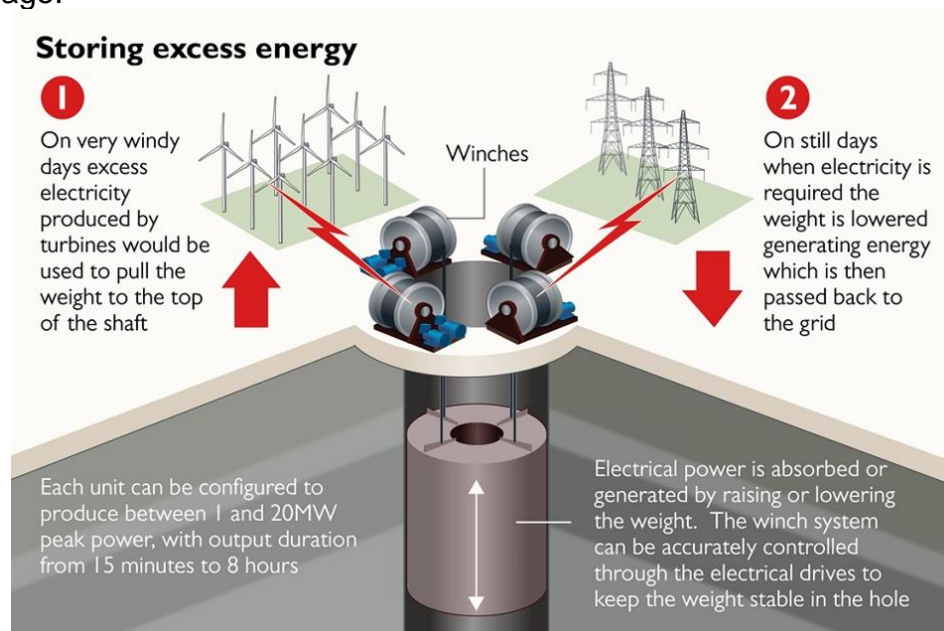 Storing excess energy
1
On very windy
days excess
electricity
produced by
turbines would be
used to pull the
weight to the top
of the shaft
Winches
2
On still days
when electricity is
required the
weight is lowered
generating energy
which is then
passed back to
the grid
Each unit can be configured to
produce between 1 and 20MW
peak power, with output duration
from 15 minutes to 8 hours
Electrical power is absorbed or
generated by raising or lowering
the weight. The winch system
can be accurately controlled
through the electrical drives to
keep the weight stable in the hole